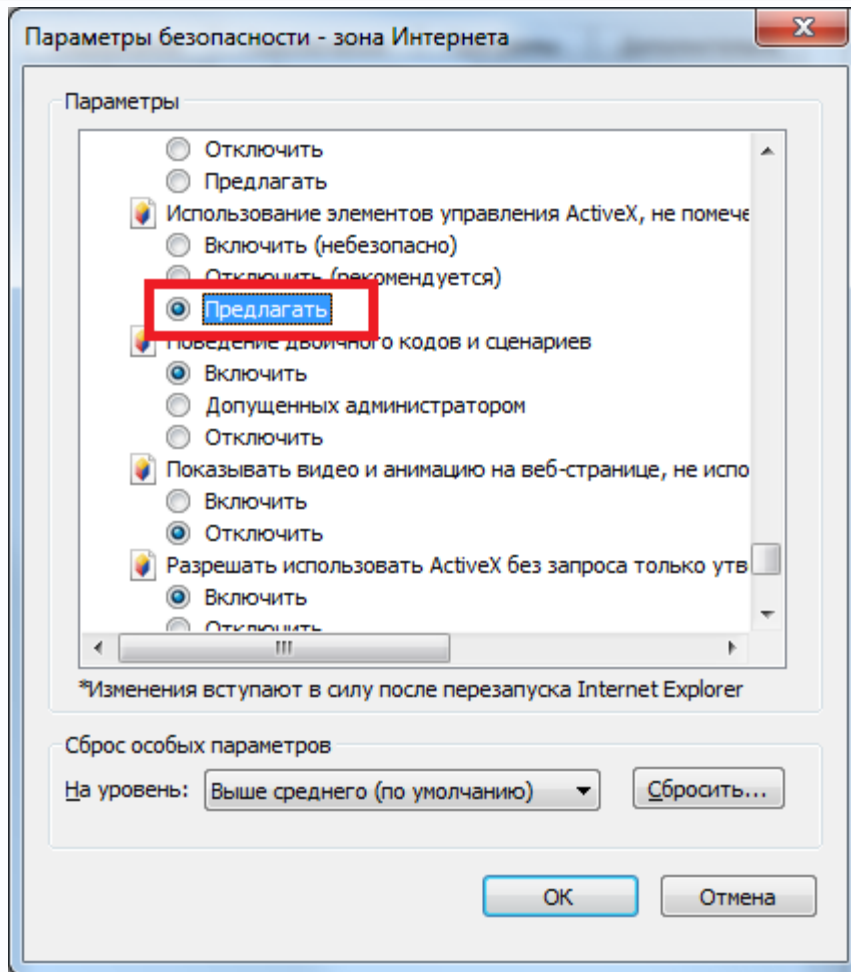 Параметры безопасности - зона Интернета
Параметры
Отключить
Предлагать
Использование элементов управления ActiveX, не помече
Включить (небезопасно)
Отключить (рекомендуется)
Предлагать
Поведение двоичного кодов и сценариев
Включить
Допущенных администратором
Отключить
Показывать видео и анимацию на веб-странице, не испо
Включить
Отключить
Разрешать использовать ActiveX без запроса только утв
Включить
Отключить
*Изменения вступают в силу после перезапуска Internet Explorer
Сброс особых параметров
На уровень: Выше среднего (по умолчанию) Сбросить...
ОК Отмена